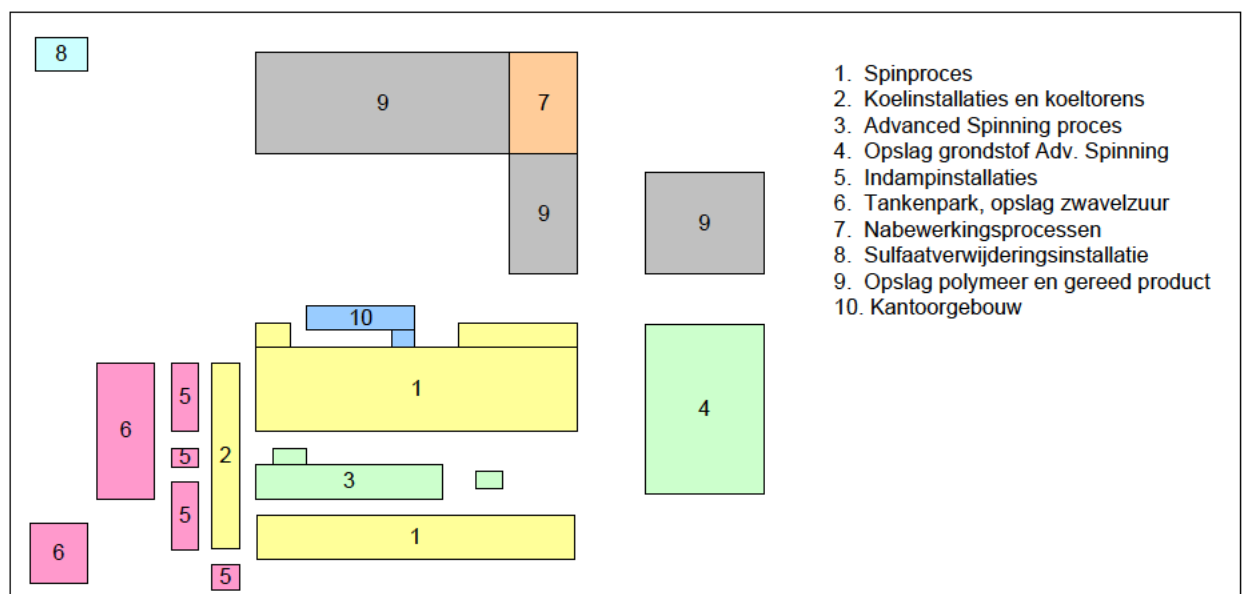 8
9
7
9
9
10
1
4
6
5
5
2
3
5
1
6
5
1. Spinproces
2. Koelinstallaties en koeltorens
3. Advanced Spinning proces
4. Opslag grondstof Adv. Spinning
5. Indampinstallaties
6. Tankenpark, opslag zwavelzuur
7. Nabewerkingsprocessen
8. Sulfaatverwijderingsinstallatie
9. Opslag polymeer en gereed product
10. Kantoorgebouw